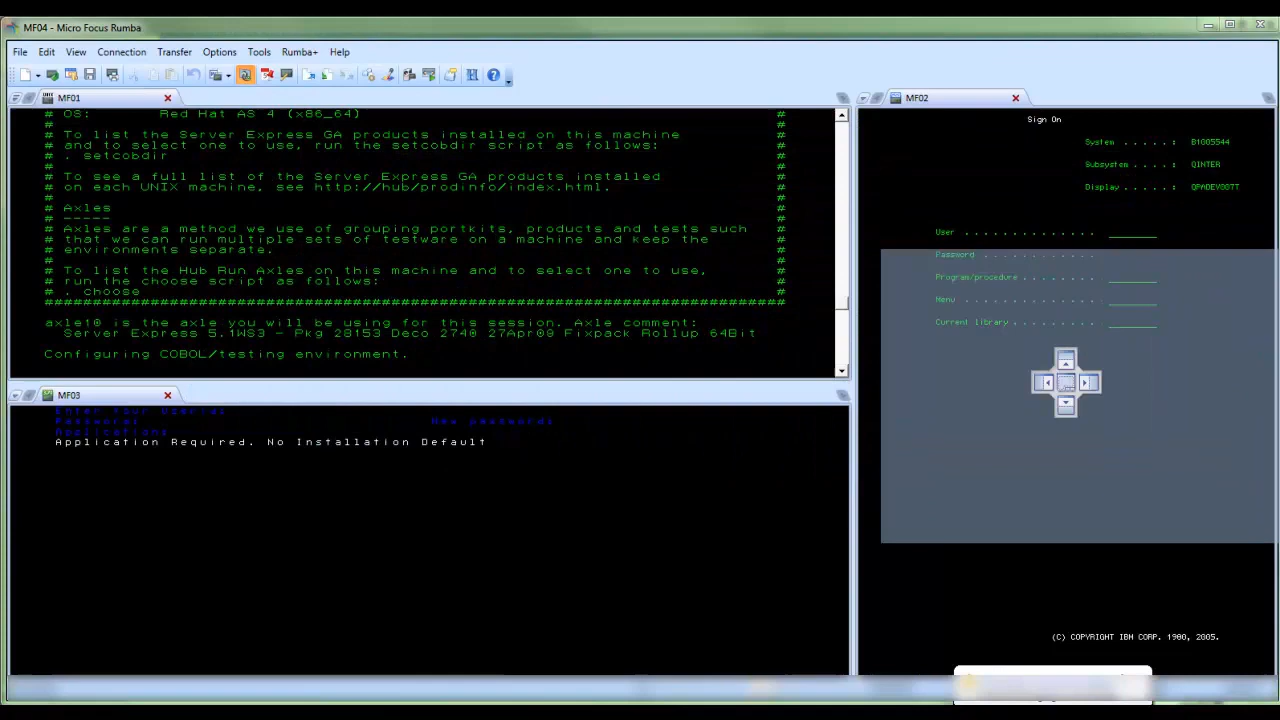 MF04 - Micro Focus Rumba
File Edit View Connection Transfer Options Tools Rumba+ Help
MF01
# OS: Red Hat AS 4 (x86_64) #
# #
# To list the Server Express GA products installed on this machine #
# and to select one to use, run the setcobdir script as follows: #
# . setcobdir #
# #
# To see a full list of the Server Express GA products installed #
# on each UNIX machine, see http://hub/prodinfo/index.html. #
# #
# Axles #
# ----- #
# Axles are a method we use of grouping portkits, products and tests such #
# that we can run multiple sets of testware on a machine and keep the #
# environments separate. #
# #
# To list the Hub Run Axles on this machine and to select one to use, #
# run the choose script as follows: #
# . choose #
##############################################################################
axle10 is the axle you will be using for this session. Axle comment:
Server Express 5.1WS3 - Pkg 28153 Deco 2740 27Apr09 Fixpack Rollup 64Bit
Configuring COBOL/testing environment.
MF03
Enter Your Userid:
Password: New password:
Application:
Application Required. No Installation Default
MF02
Sign On
System . . . . . : B1005544
Subsystem . . . . : QINTER
Display . . . . . : QPADEV007T
User . . . . . . . . . . . . . .
Password . . . . . . . . . . . .
Program/procedure . . . . . . . .
Menu . . . . . . . . . . . . . .
Current library . . . . . . . . .
(C) COPYRIGHT IBM CORP. 1980, 2005.